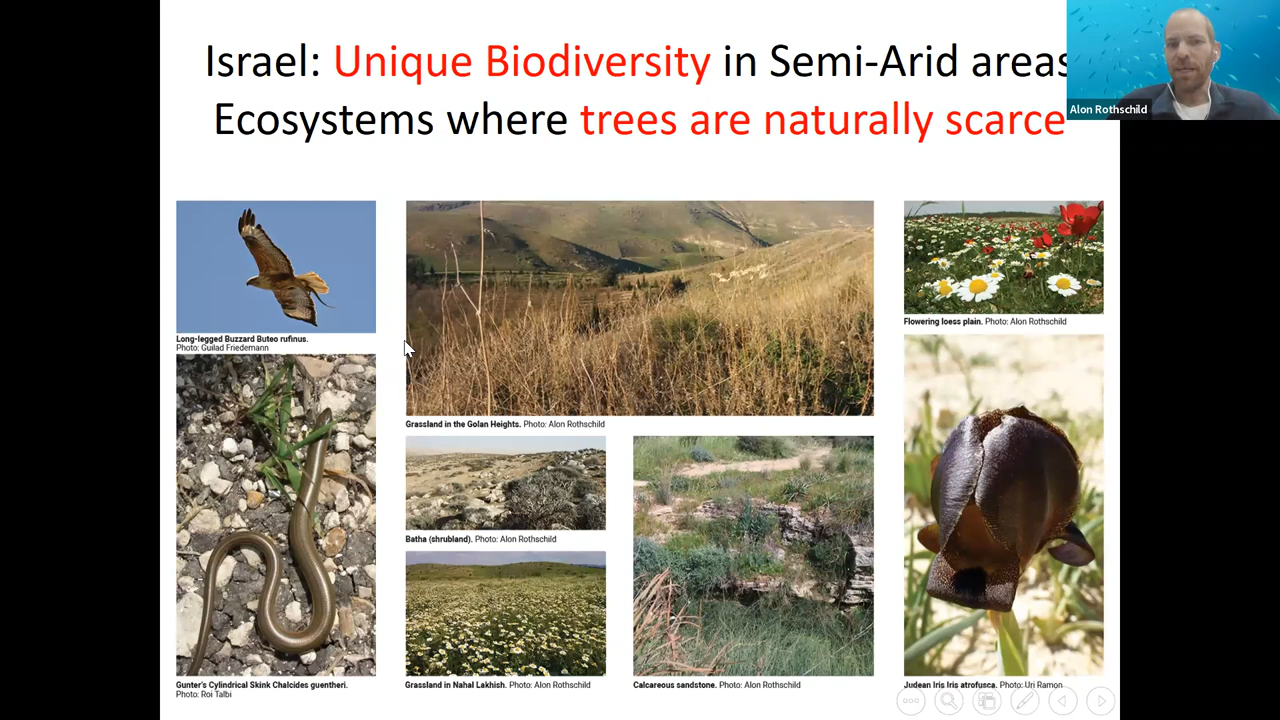 Israel: Unique Biodiversity in Semi-Arid areas
Ecosystems where trees are naturally scarce
Alon Rothschild
Long-legged Buzzard Buteo rufinus.
Photo: Guilad Friedemann
Gunter's Cylindrical Skink Chalcides guentheri.
Photo: Roi Talbi
Grassland in the Golan Heights. Photo: Alon Rothschild
Batha (shrubland). Photo: Alon Rothschild
Grassland in Nahal Lakhish. Photo: Alon Rothschild
Calcareous sandstone. Photo: Alon Rothschild
Flowering loess plain. Photo: Alon Rothschild
Judean Iris Iris atrofusca. Photo: Uri Ramon